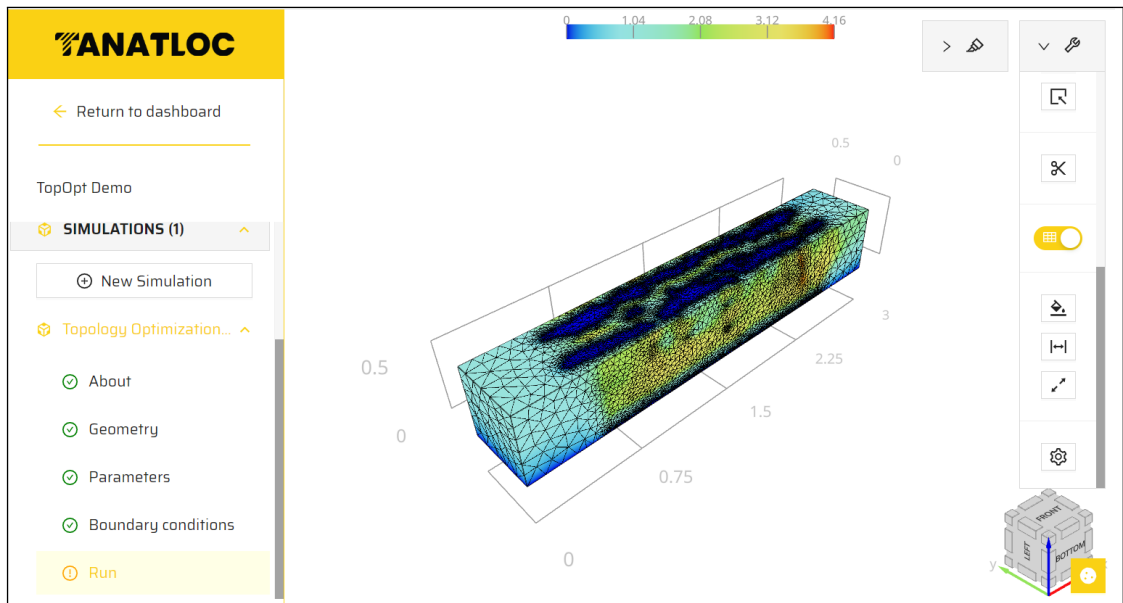 TANATLOC
Return to dashboard
TopOpt Demo
SIMULATIONS (1)
New Simulation
Topology Optimization...
About
Geometry
Parameters
Boundary conditions
Run
0 1.04 2.08 3.12 4.16
0.5
0
0.5
0
3
2.25
1.5
0.75
0
FRONT
LEFT
BOTTOM
y